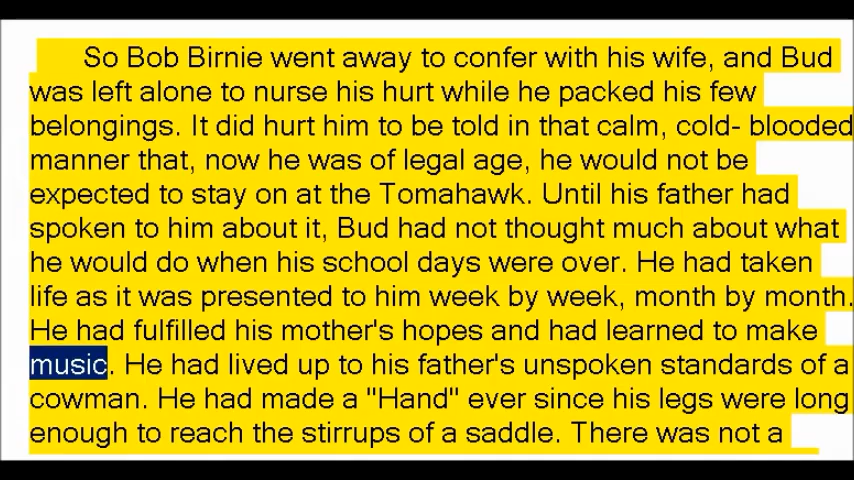 So Bob Birnie went away to confer with his wife, and Bud
was left alone to nurse his hurt while he packed his few
belongings. It did hurt him to be told in that calm, cold- blooded
manner that, now he was of legal age, he would not be
expected to stay on at the Tomahawk. Until his father had
spoken to him about it, Bud had not thought much about what
he would do when his school days were over. He had taken
life as it was presented to him week by week, month by month.
He had fulfilled his mother's hopes and had learned to make
music. He had lived up to his father's unspoken standards of a
cowman. He had made a "Hand" ever since his legs were long
enough to reach the stirrups of a saddle. There was not a